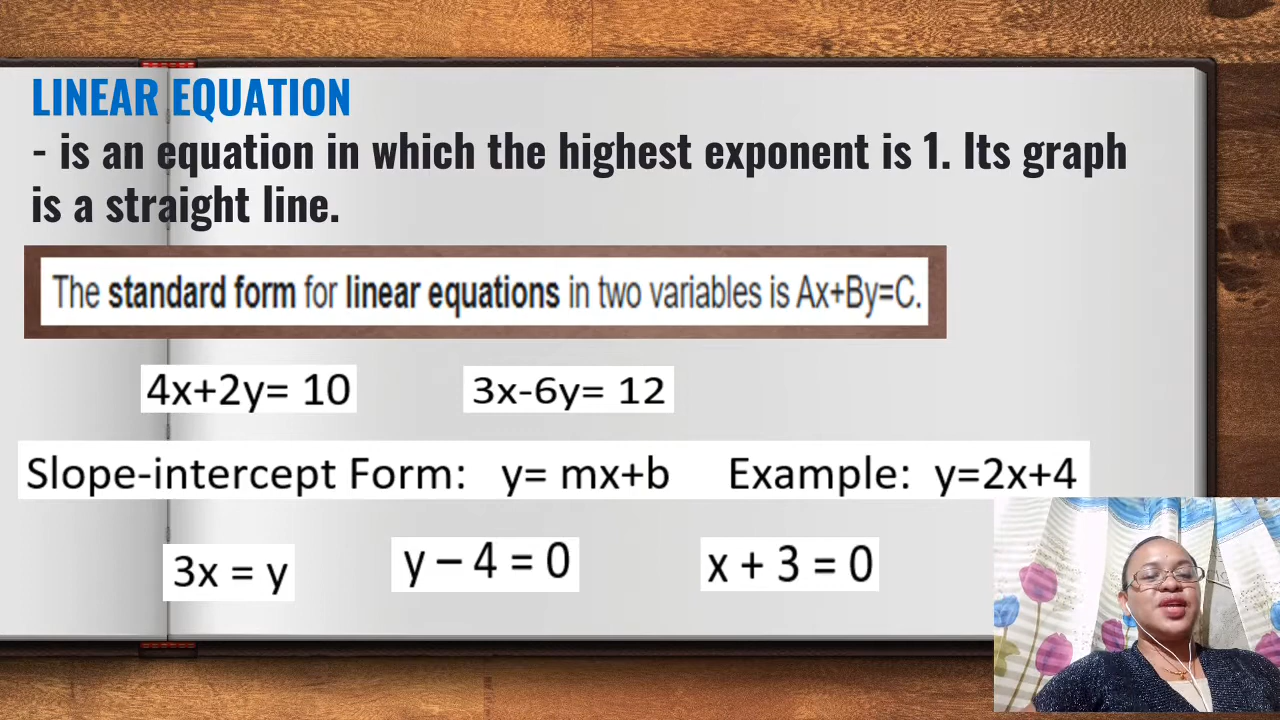 LINEAR EQUATION
- is an equation in which the highest exponent is 1. Its graph
is a straight line.
The standard form for linear equations in two variables is Ax+By=C.
4x+2y= 10 3x-6y= 12
Slope-intercept Form: y= mx+b Example: y=2x+4
3x = y y – 4 = 0 x + 3 = 0